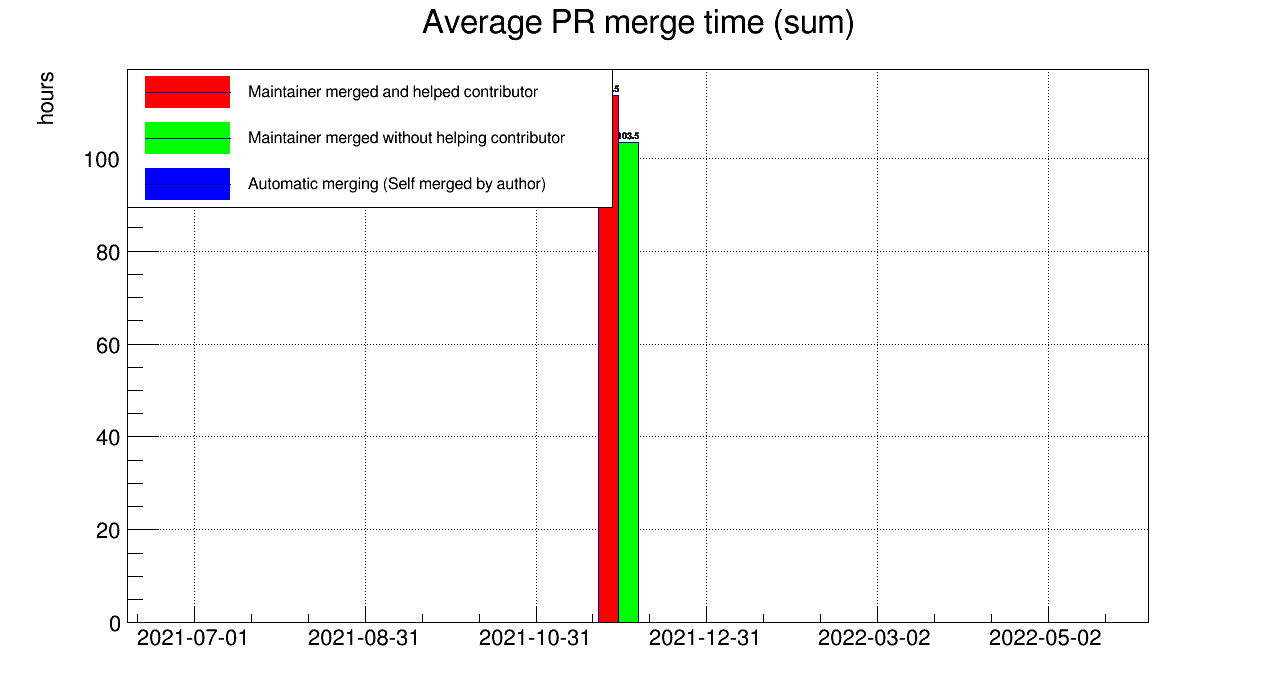 Average PR merge time (sum)
hours
Maintainer merged and helped contributor
Maintainer merged without helping contributor
Automatic merging (Self merged by author)
.5
103.5
100
80
60
40
20
0
2021-07-01 2021-08-31 2021-10-31 2021-12-31 2022-03-02 2022-05-02